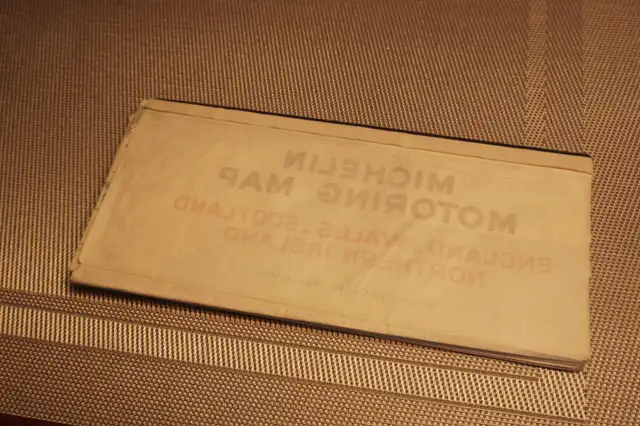 MICHELIN
MOTORING MAP
ENGLAND, WALES - SCOTLAND
NORTHERN IRELAND